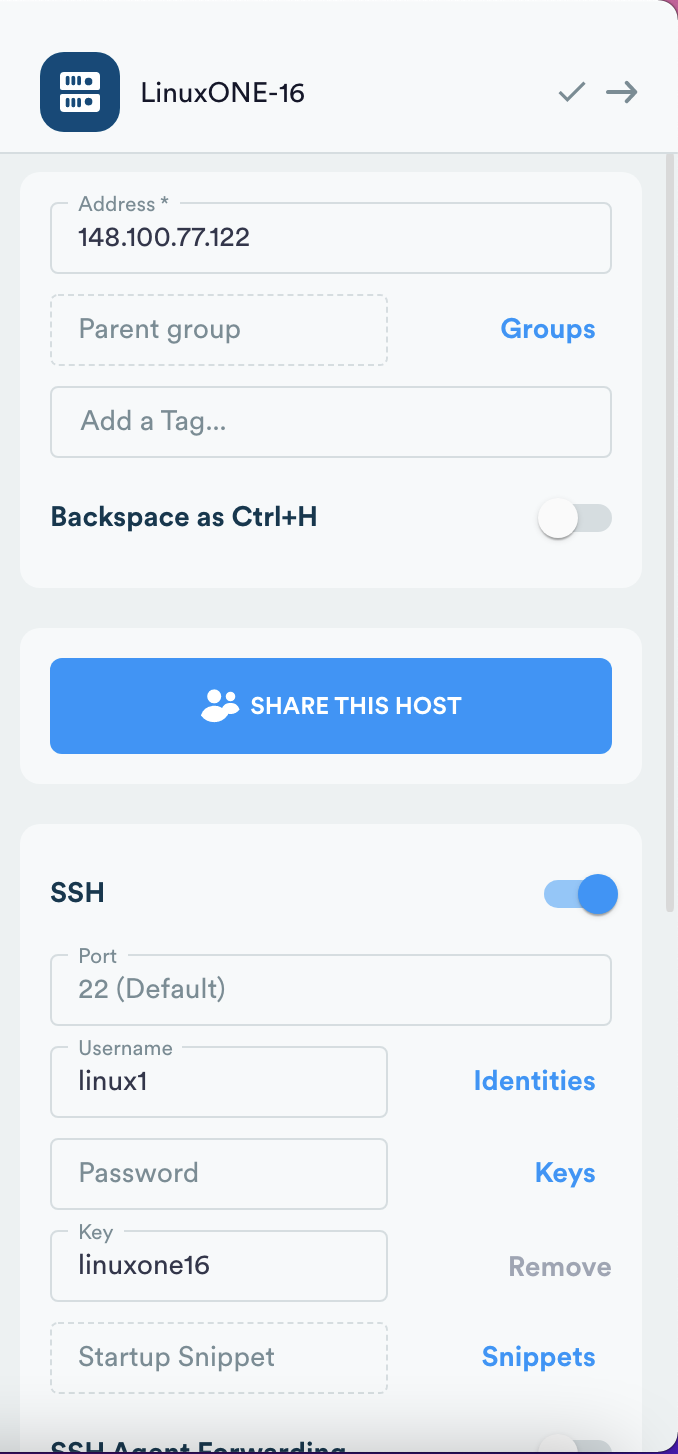 LinuxONE-16
Address *
148.100.77.122
Parent group
Groups
Add a Tag...
Backspace as Ctrl+H
SHARE THIS HOST
SSH
Port
22 (Default)
Username
linux1
Identities
Password
Keys
Key
linuxone16
Remove
Startup Snippet
Snippets
SSH Agent Forwarding